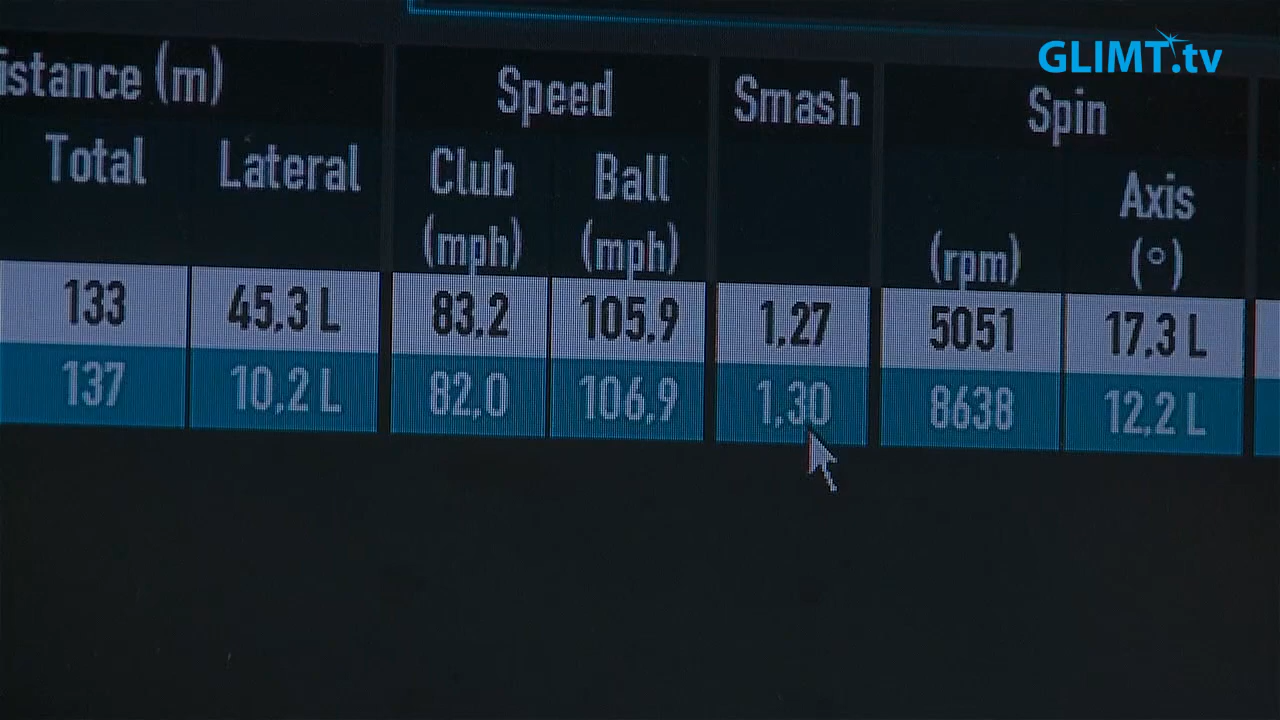 GLIMT.tv
istance (m) Speed Smash Spin
Total Lateral Club Ball Axis
(mph) (mph) (rpm) (°)
133 45,3 L 83,2 105,9 1,27 5051 17,3 L
137 10,2 L 82,0 106,9 1,30 8638 12,2 L